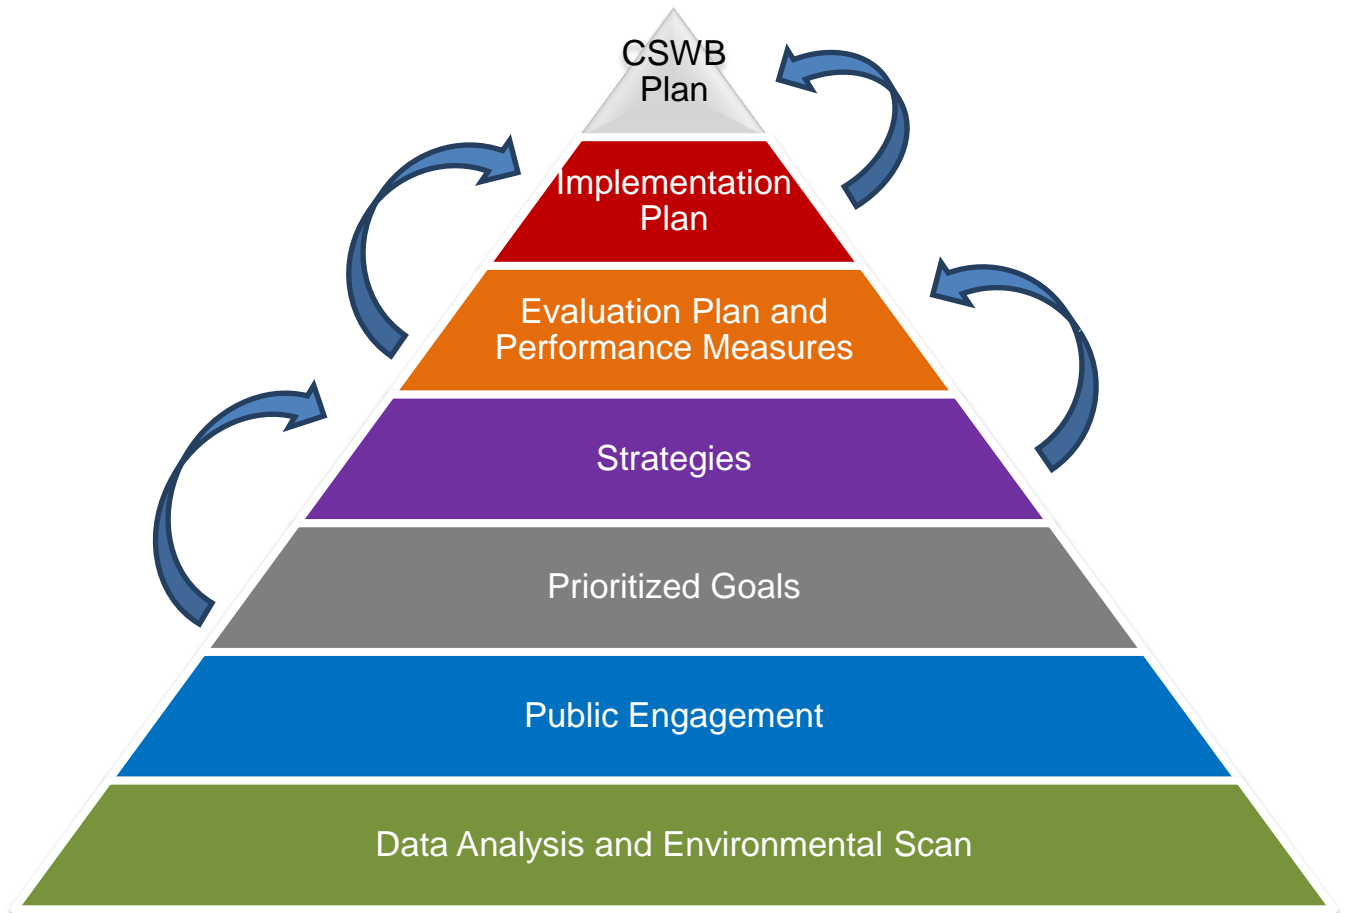 CSWB
Plan
Implementation
Plan
Evaluation Plan and
Performance Measures
Strategies
Prioritized Goals
Public Engagement
Data Analysis and Environmental Scan